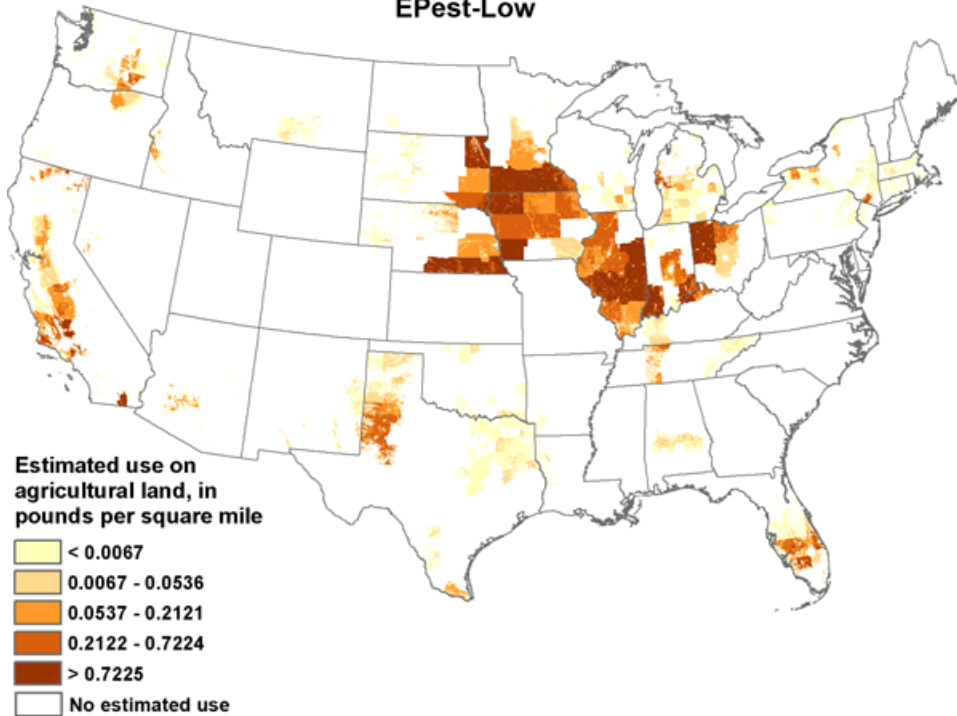 EPest-Low
Estimated use on
agricultural land, in
pounds per square mile
< 0.0067
0.0067 - 0.0536
0.0537 - 0.2121
0.2122 - 0.7224
> 0.7225
No estimated use